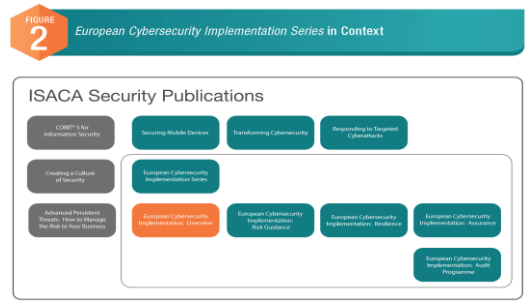 FIGURE
2
European Cybersecurity Implementation Series in Context
ISACA Security Publications
COBIT® 5 for
Information Security
Securing Mobile Devices
Transforming Cybersecurity
Responding to Targeted
Cyberattacks
Creating a Culture
of Security
European Cybersecurity
Implementation Series
Advanced Persistent
Threats: How to Manage
the Risk to Your Business
European Cybersecurity
Implementation: Overview
European Cybersecurity
Implementation:
Risk Guidance
European Cybersecurity
Implementation: Resilience
European Cybersecurity
Implementation: Assurance
European Cybersecurity
Implementation: Audit
Programme